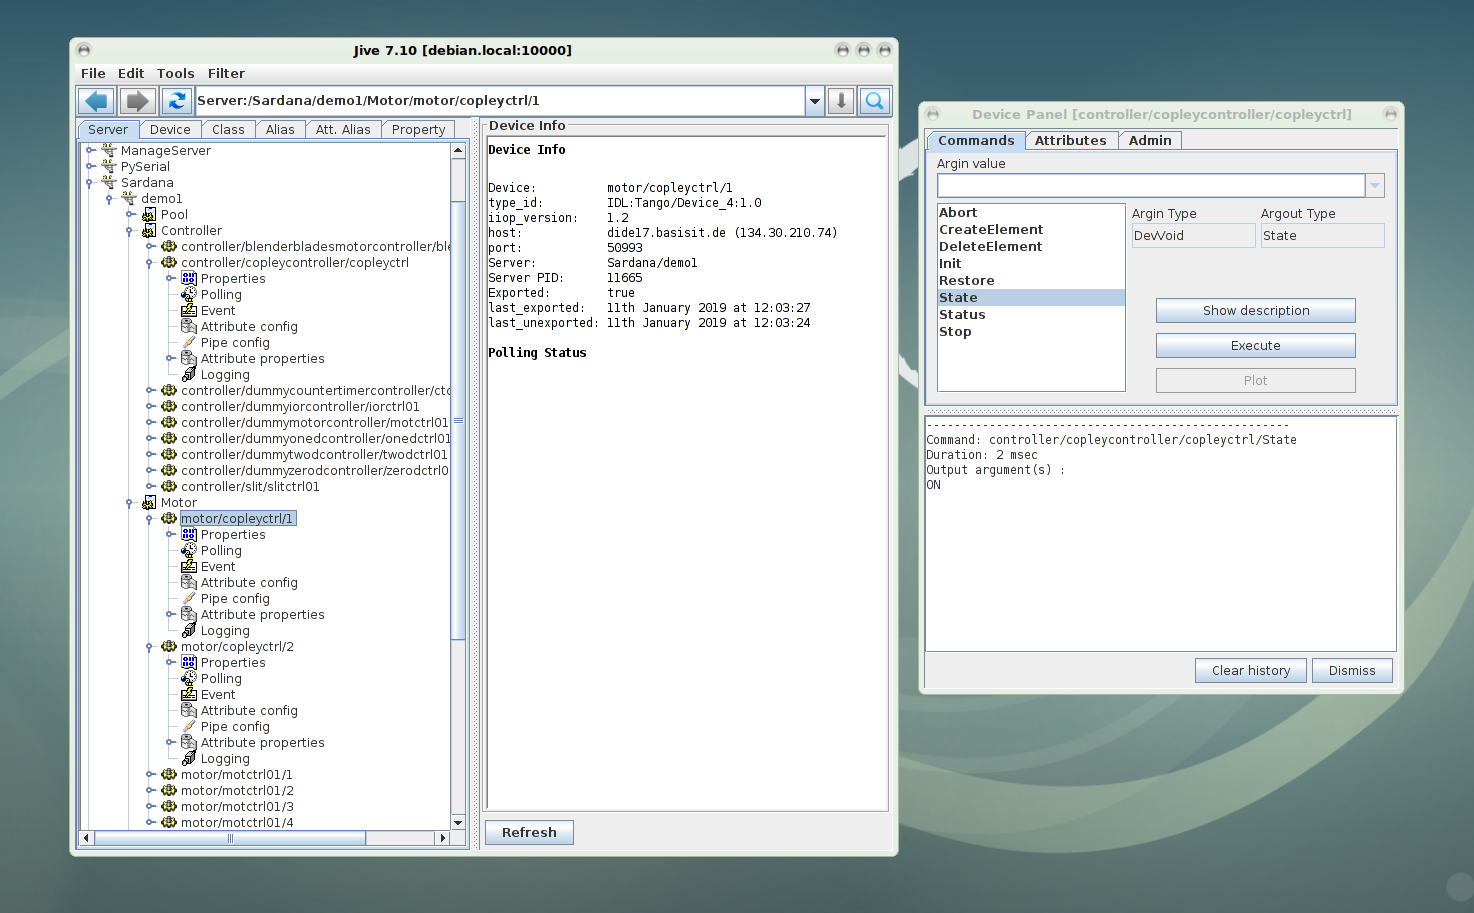 Jive 7.10 [debian.local:10000]
File Edit Tools Filter
Server:/Sardana/demo1/Motor/motor/copleyctrl/1
Server Device Class Alias Att. Alias Property
ManageServer
PySerial
Sardana
demo1
Pool
Controller
controller/blenderbladesmotorcontroller/ble
controller/copleycontroller/copleyctrl
Properties
Polling
Event
Attribute config
Pipe config
Attribute properties
Logging
controller/dummycountertimercontroller/ctc
controller/dummyiorcontroller/iorctrl01
controller/dummymotorcontroller/motctrl01
controller/dummyonedcontroller/onedctrl01
controller/dummytwodcontroller/twodctrl01
controller/dummyzerodcontroller/zerodctrl0
controller/slit/slitctrl01
Motor
motor/copleyctrl/1
Properties
Polling
Event
Attribute config
Pipe config
Attribute properties
Logging
motor/copleyctrl/2
Properties
Polling
Event
Attribute config
Pipe config
Attribute properties
Logging
motor/motctrl01/1
motor/motctrl01/2
motor/motctrl01/3
motor/motctrl01/4
Device Info
Device Info
Device: motor/copleyctrl/1
type_id: IDL:Tango/Device_4:1.0
iiop_version: 1.2
host: dide17.basisit.de (134.30.210.74)
port: 50993
Server: Sardana/demo1
Server PID: 11665
Exported: true
last_exported: 11th January 2019 at 12:03:27
last_unexported: 11th January 2019 at 12:03:24
Polling Status
Refresh
Device Panel [controller/copleycontroller/copleyctrl]
Commands Attributes Admin
Argin value
Abort
CreateElement
DeleteElement
Init
Restore
State
Status
Stop
Argin Type Argout Type
DevVoid State
Show description
Execute
Plot
----------------------------------------------------
Command: controller/copleycontroller/copleyctrl/State
Duration: 2 msec
Output argument(s) :
ON
Clear history Dismiss